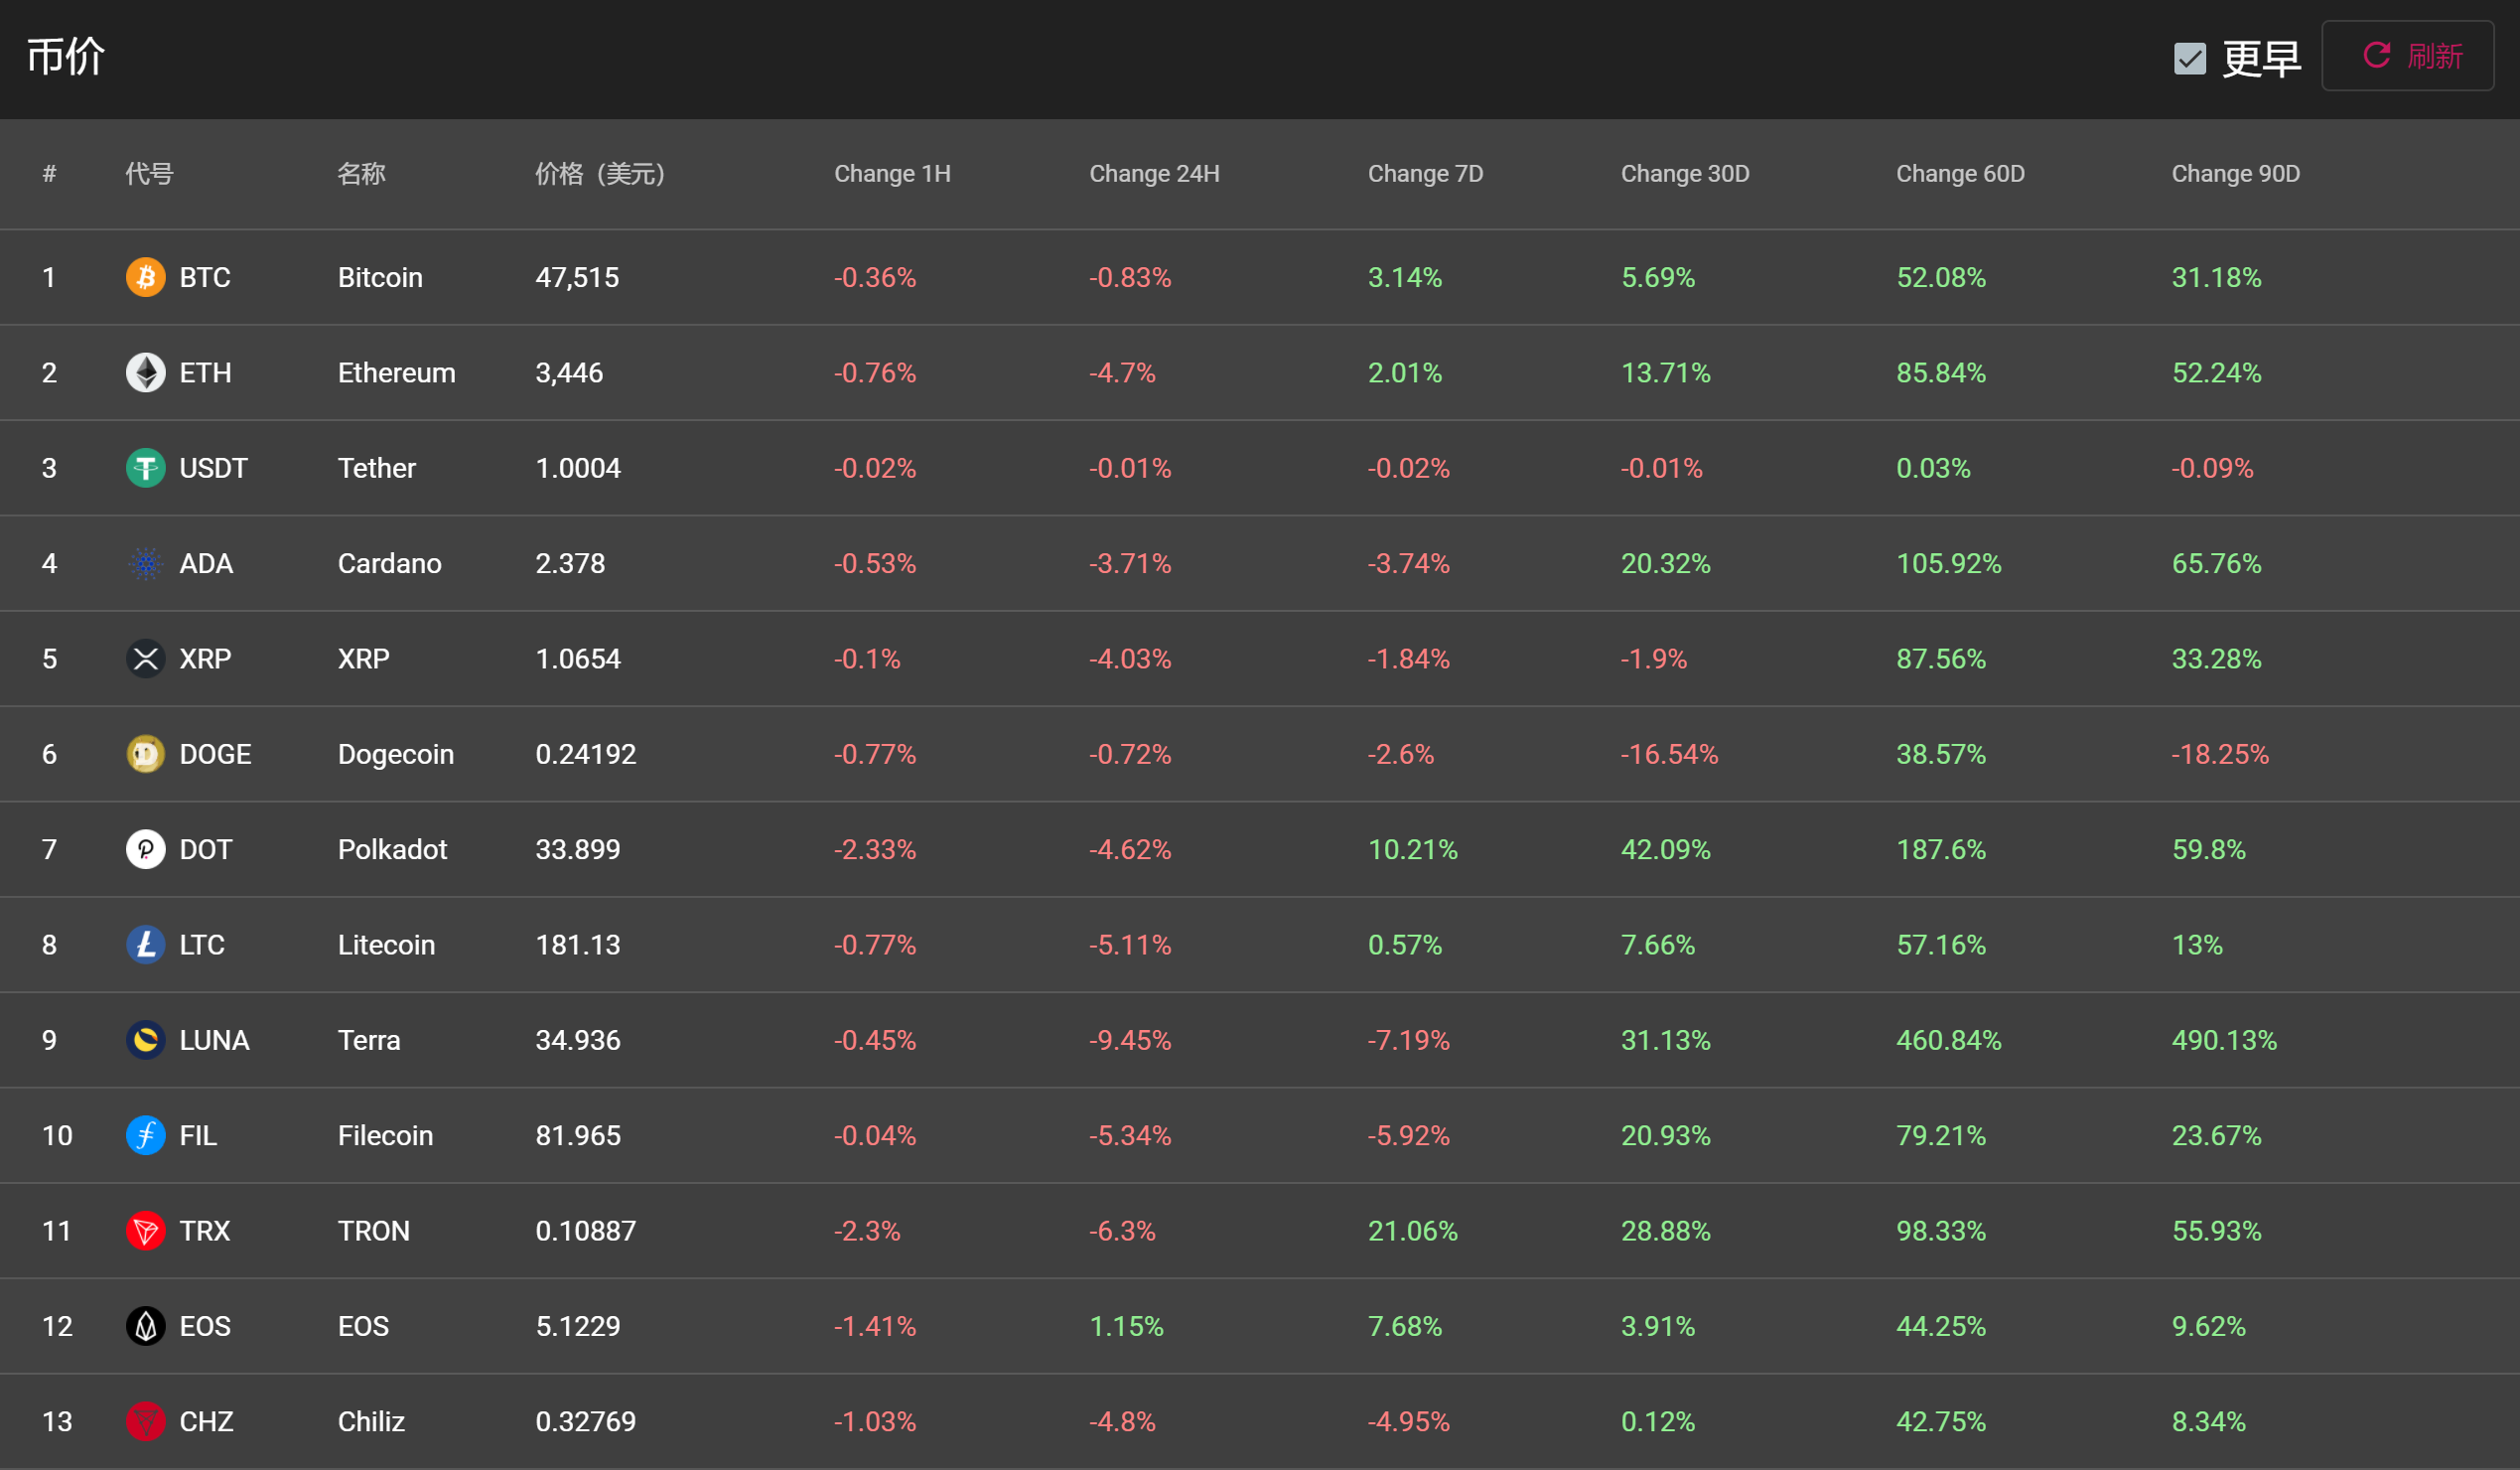 币价 更早 刷新
# 代号 名称 价格（美元） Change 1H Change 24H Change 7D Change 30D Change 60D Change 90D
1 BTC Bitcoin 47,515 -0.36% -0.83% 3.14% 5.69% 52.08% 31.18%
2 ETH Ethereum 3,446 -0.76% -4.7% 2.01% 13.71% 85.84% 52.24%
3 USDT Tether 1.0004 -0.02% -0.01% -0.02% -0.01% 0.03% -0.09%
4 ADA Cardano 2.378 -0.53% -3.71% -3.74% 20.32% 105.92% 65.76%
5 XRP XRP 1.0654 -0.1% -4.03% -1.84% -1.9% 87.56% 33.28%
6 DOGE Dogecoin 0.24192 -0.77% -0.72% -2.6% -16.54% 38.57% -18.25%
7 DOT Polkadot 33.899 -2.33% -4.62% 10.21% 42.09% 187.6% 59.8%
8 LTC Litecoin 181.13 -0.77% -5.11% 0.57% 7.66% 57.16% 13%
9 LUNA Terra 34.936 -0.45% -9.45% -7.19% 31.13% 460.84% 490.13%
10 FIL Filecoin 81.965 -0.04% -5.34% -5.92% 20.93% 79.21% 23.67%
11 TRX TRON 0.10887 -2.3% -6.3% 21.06% 28.88% 98.33% 55.93%
12 EOS EOS 5.1229 -1.41% 1.15% 7.68% 3.91% 44.25% 9.62%
13 CHZ Chiliz 0.32769 -1.03% -4.8% -4.95% 0.12% 42.75% 8.34%